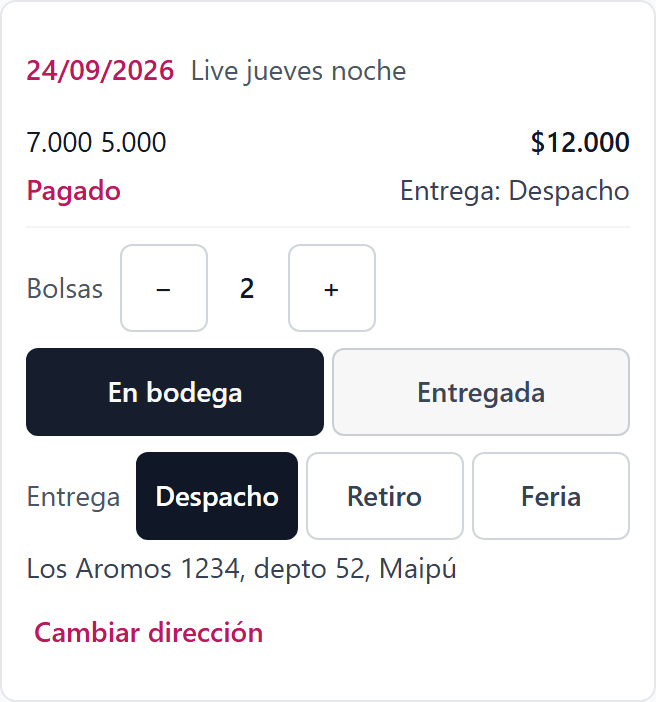 24/09/2026 Live jueves noche
7.000 5.000 $12.000
Pagado Entrega: Despacho
Bolsas − 2 +
En bodega Entregada
Entrega Despacho Retiro Feria
Los Aromos 1234, depto 52, Maipú
Cambiar dirección